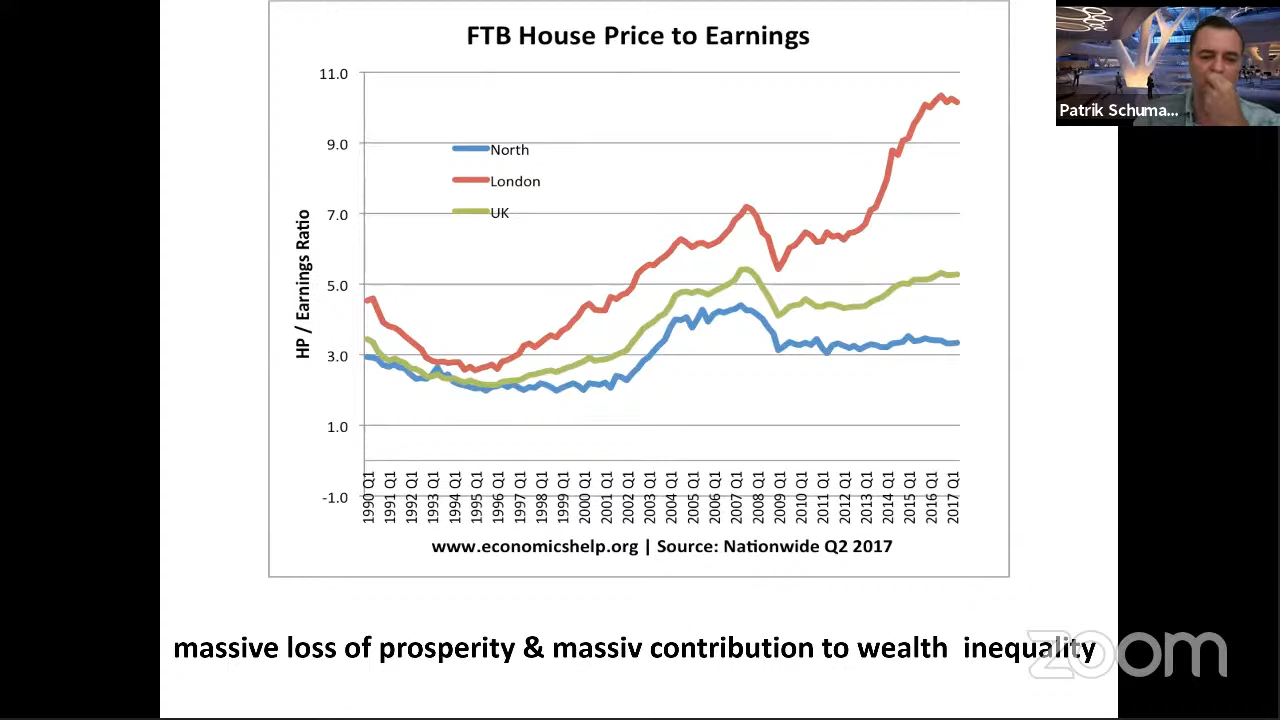 FTB House Price to Earnings
Patrik Schuma...
11.0
9.0
7.0
5.0
3.0
1.0
-1.0
North
London
UK
HP / Earnings Ratio
1990 Q1
1991 Q1
1992 Q1
1993 Q1
1994 Q1
1995 Q1
1996 Q1
1997 Q1
1998 Q1
1999 Q1
2000 Q1
2001 Q1
2002 Q1
2003 Q1
2004 Q1
2005 Q1
2006 Q1
2007 Q1
2008 Q1
2009 Q1
2010 Q1
2011 Q1
2012 Q1
2013 Q1
2014 Q1
2015 Q1
2016 Q1
2017 Q1
www.economicshelp.org | Source: Nationwide Q2 2017
massive loss of prosperity & massiv contribution to wealth  inequality
zoom